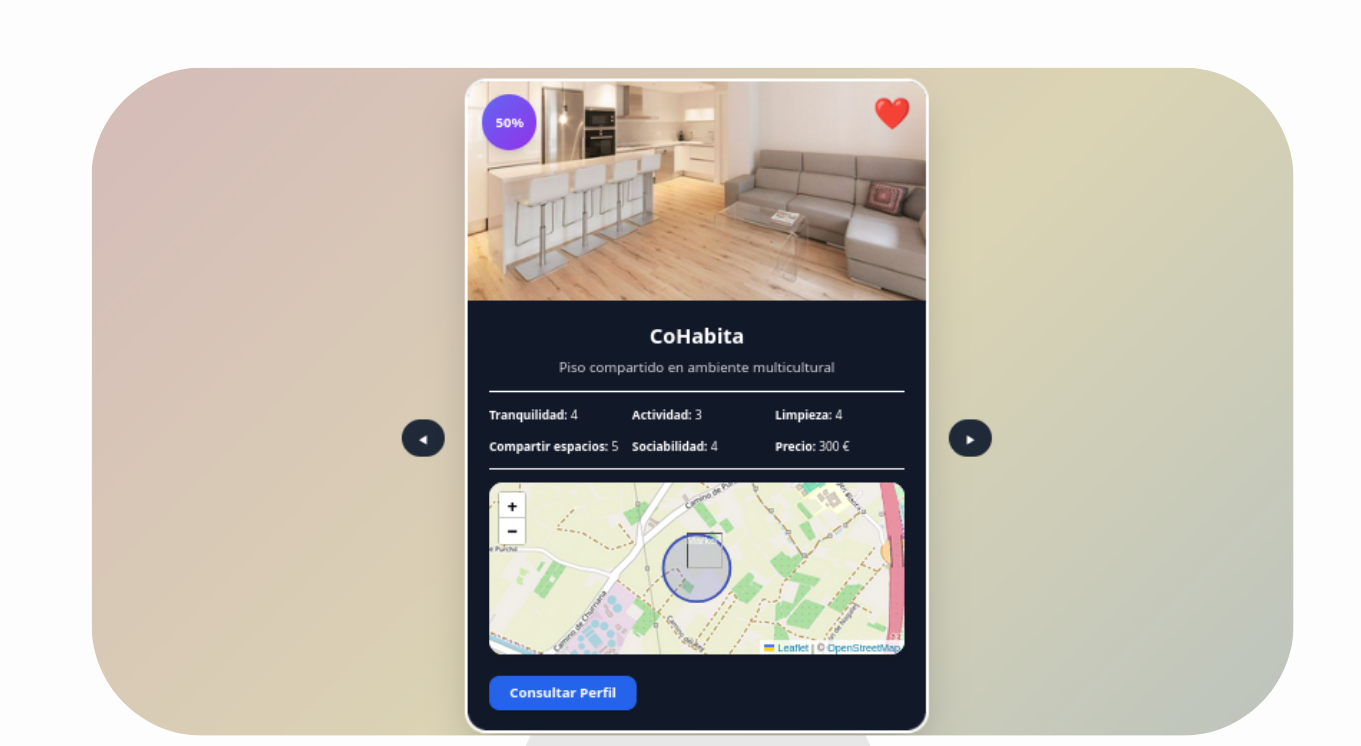 50%
CoHabita
Piso compartido en ambiente multicultural
Tranquilidad: 4 Actividad: 3 Limpieza: 4
Compartir espacios: 5 Sociabilidad: 4 Precio: 300 €
+
−
Camino de Pur
e Purchil
Camino de Churriana
Leaflet | © OpenStreetMap
Consultar Perfil